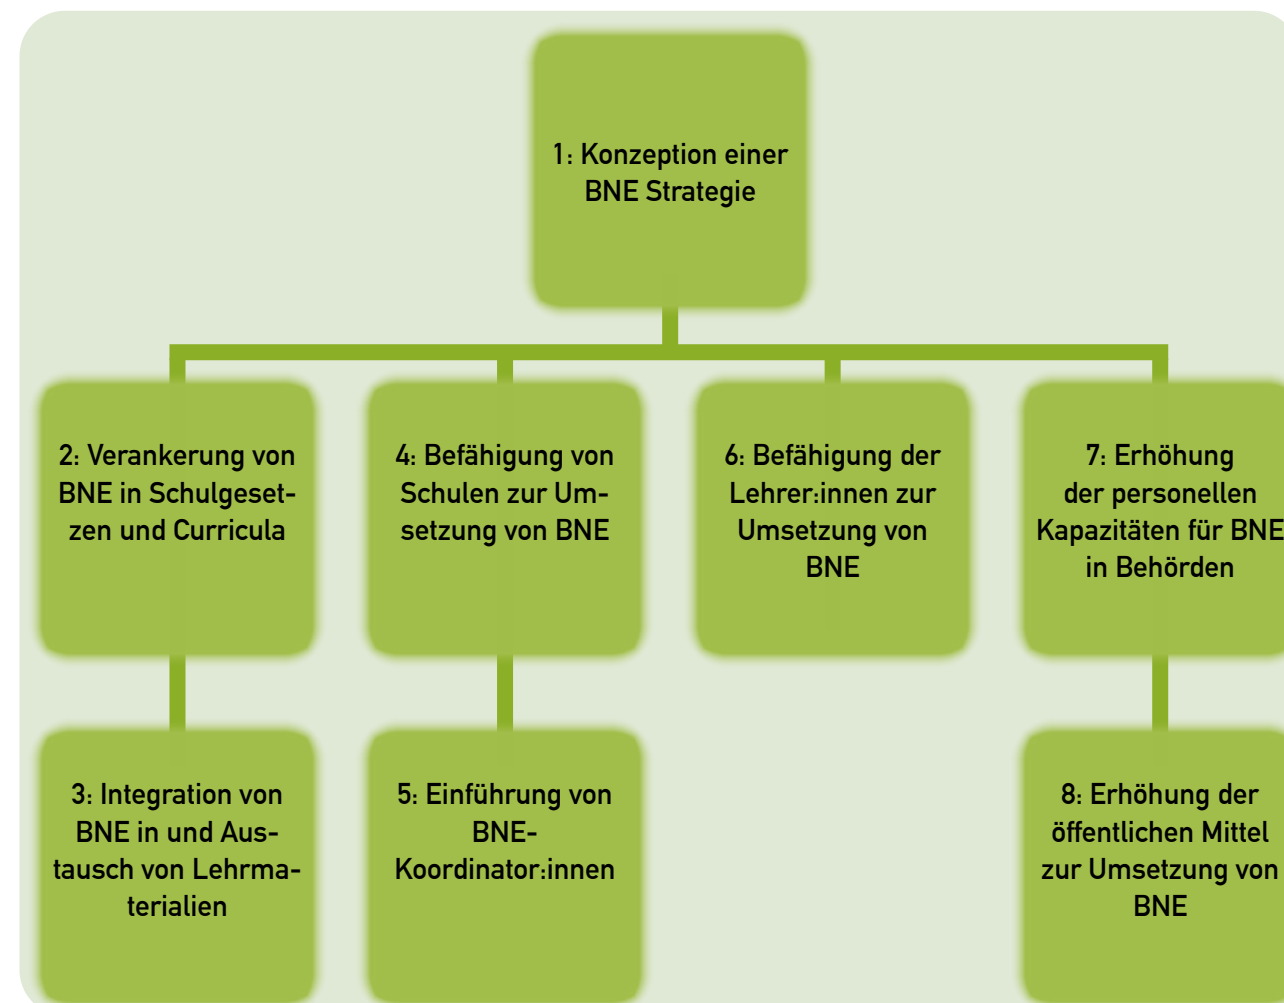 1: Konzeption einer
BNE Strategie
2: Verankerung von
BNE in Schulgeset-
zen und Curricula
4: Befähigung von
Schulen zur Um-
setzung von BNE
6: Befähigung der
Lehrer:innen zur
Umsetzung von
BNE
7: Erhöhung
der personellen
Kapazitäten für BNE
in Behörden
3: Integration von
BNE in und Aus-
tausch von Lehrma-
terialien
5: Einführung von
BNE-
Koordinator:innen
8: Erhöhung der
öffentlichen Mittel
zur Umsetzung von
BNE